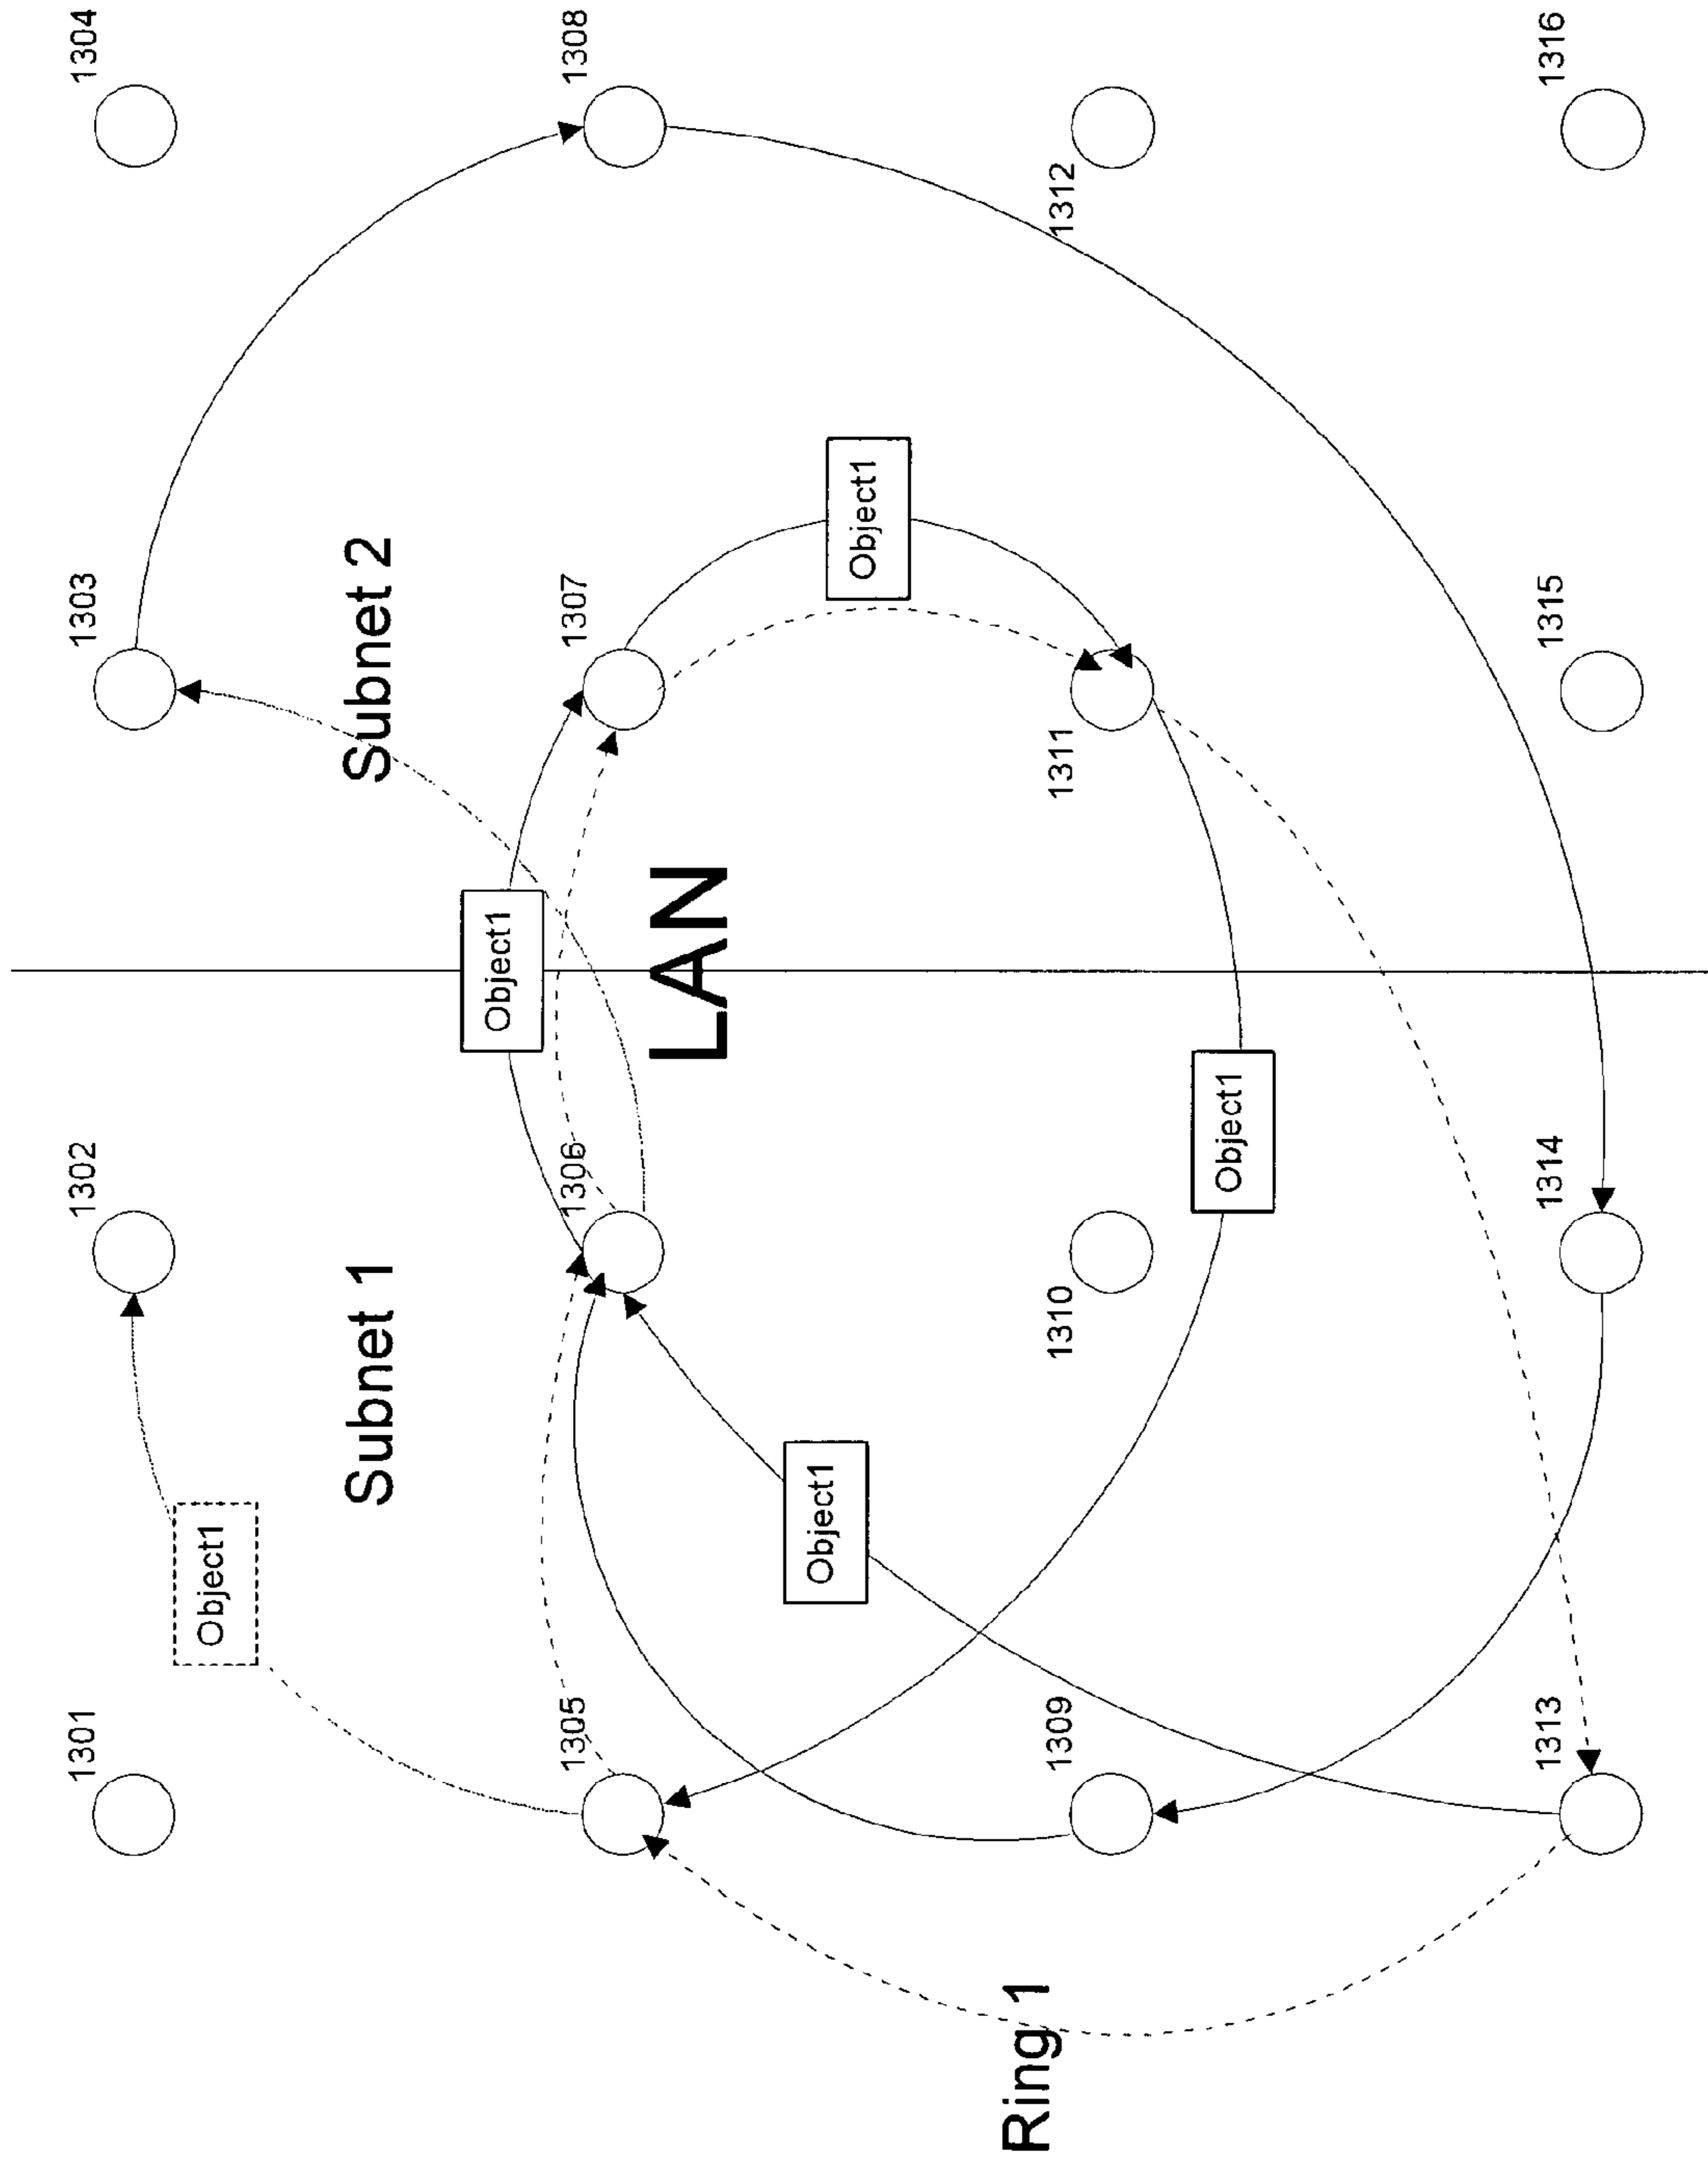 1301
1302
1303
1304
Object1
Subnet 1
Subnet 2
Object1
1305
1306
1307
1308
LAN
Object1
Object1
Ring 1
1309
1310
1311
1312
Object1
1313
1314
1315
1316